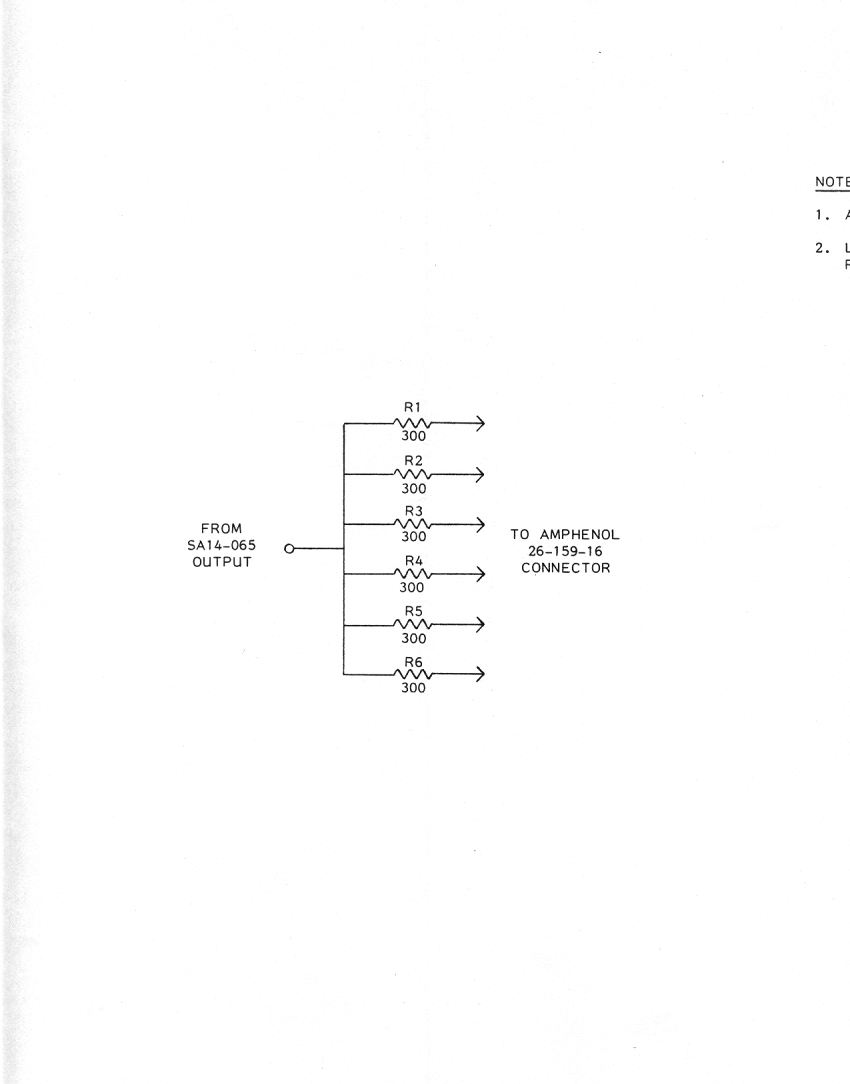 NOTE
1. A
2. L
R
R1
300
R2
300
R3
300
R4
300
R5
300
R6
300
FROM
SA14-065
OUTPUT
TO AMPHENOL
26-159-16
CONNECTOR